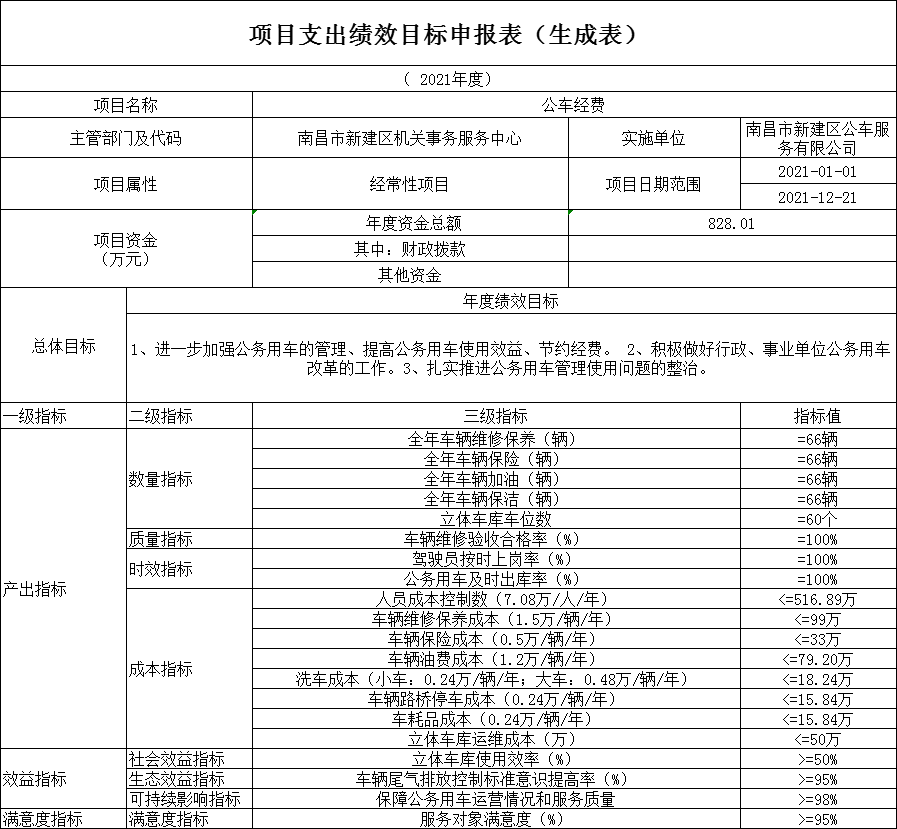 项目支出绩效目标申报表（生成表）
（ 2021年度）
项目名称 公车经费
主管部门及代码 南昌市新建区机关事务服务中心 实施单位 南昌市新建区公车服
务有限公司
项目属性 经常性项目 项目日期范围 2021-01-01
2021-12-21
项目资金
（万元）
年度资金总额 828.01
其中: 财政拨款
其他资金
总体目标
年度绩效目标
1、进一步加强公务用车的管理、提高公务用车使用效益、节约经费。 2、积极做好行政、事业单位公务用车
改革的工作。3、扎实推进公务用车管理使用问题的整治。
一级指标 二级指标 三级指标 指标值
产出指标
数量指标
全年车辆维修保养（辆） =66辆
全年车辆保险（辆） =66辆
全年车辆加油（辆） =66辆
全年车辆保洁（辆） =66辆
立体车库车位数 =60个
质量指标 车辆维修验收合格率（%） =100%
时效指标
驾驶员按时上岗率（%） =100%
公务用车及时出库率（%） =100%
成本指标
人员成本控制数（7.08万/人/年） <=516.89万
车辆维修保养成本（1.5万/辆/年） <=99万
车辆保险成本（0.5万/辆/年） <=33万
车辆油费成本（1.2万/辆/年） <=79.20万
洗车成本（小车: 0.24万/辆/年; 大车: 0.48万/辆/年） <=18.24万
车辆路桥停车成本（0.24万/辆/年） <=15.84万
车耗品成本（0.24万/辆/年） <=15.84万
立体车库运维成本（万） <=50万
效益指标
社会效益指标 立体车库使用效率（%） >=50%
生态效益指标 车辆尾气排放控制标准意识提高率（%） >=95%
可持续影响指标 保障公务用车运营情况和服务质量 >=98%
满意度指标 满意度指标 服务对象满意度（%） >=95%